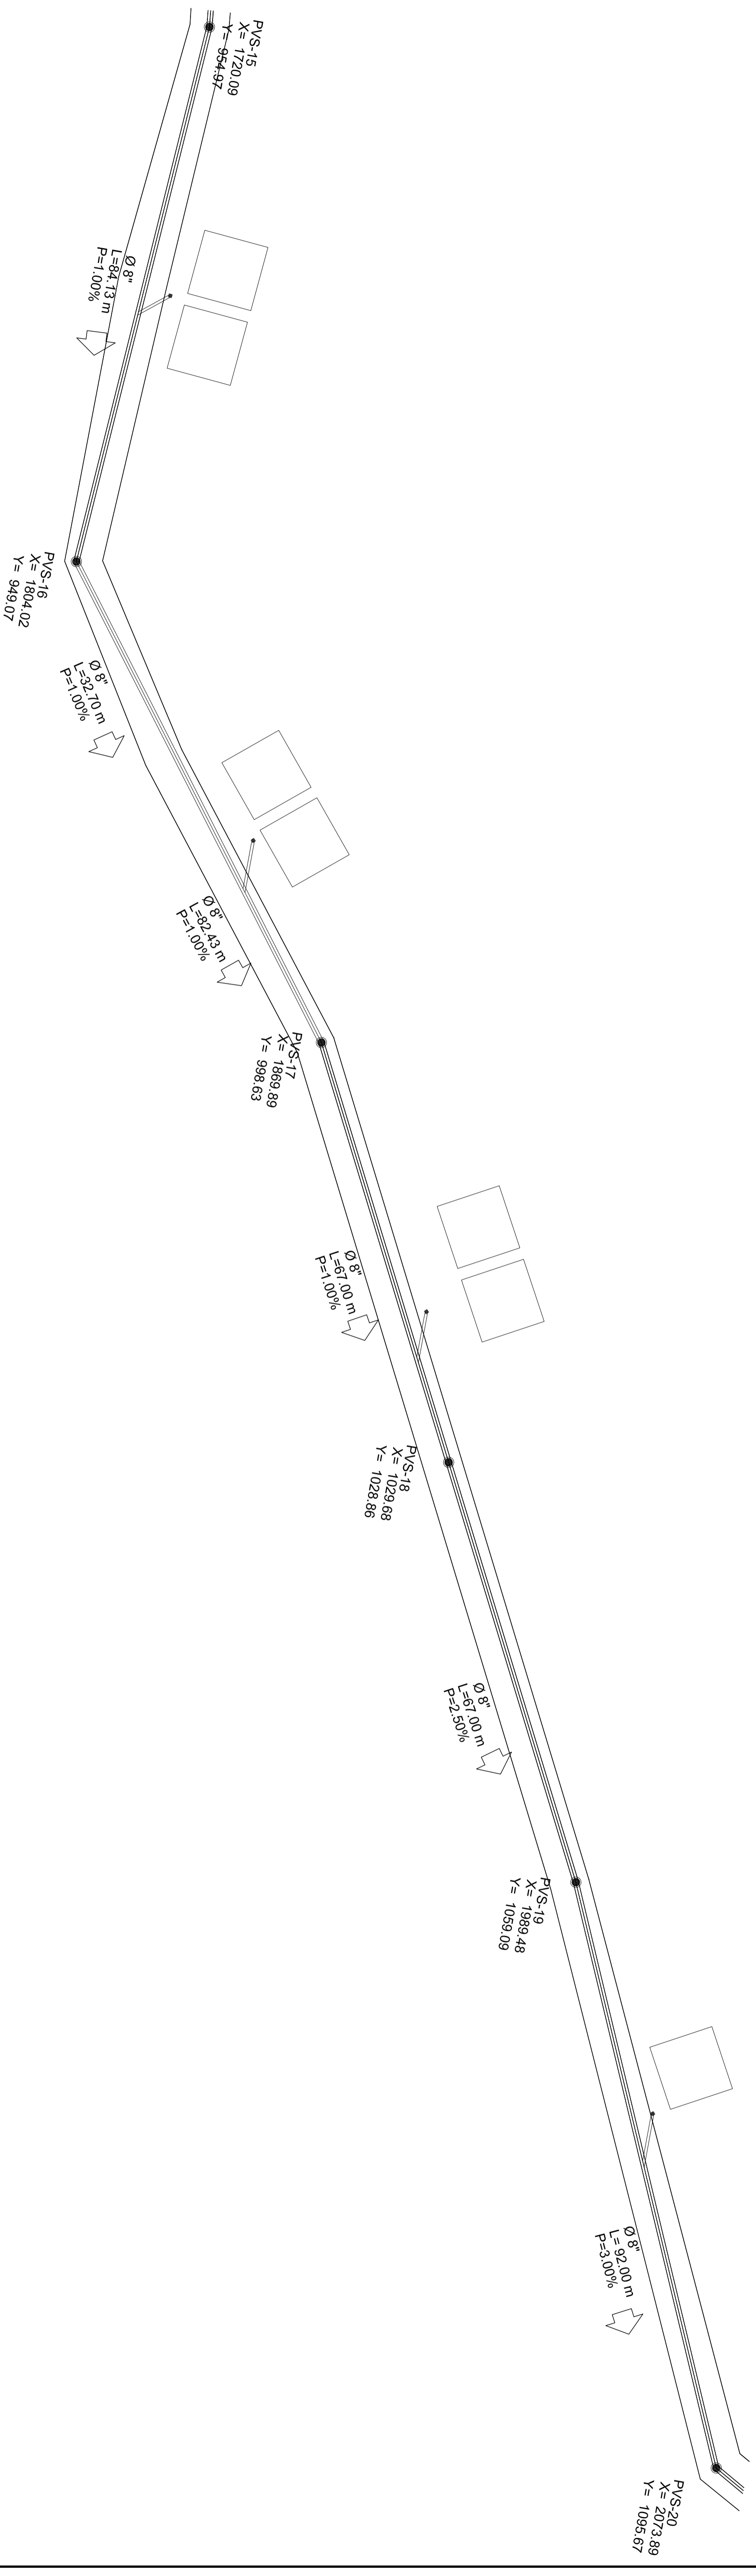 PVS-15
X= 1720.09
Y= 954.97
Ø 8"
L=84.13 m
P=1.00%
PVS-16
X= 1804.02
Y= 949.07
Ø 8"
L=32.70 m
P=1.00%
Ø 8"
L=82.43 m
P=1.00%
PVS-17
X= 1869.89
Y= 998.63
Ø 8"
L=67.00 m
P=1.00%
PVS-18
X= 1029.68
Y= 1028.86
Ø 8"
L=67.00 m
P=2.50%
PVS-19
X= 1989.48
Y= 1059.09
Ø 8"
L= 92.00 m
P=3.00%
PVS-20
X= 2073.89
Y= 1095.67